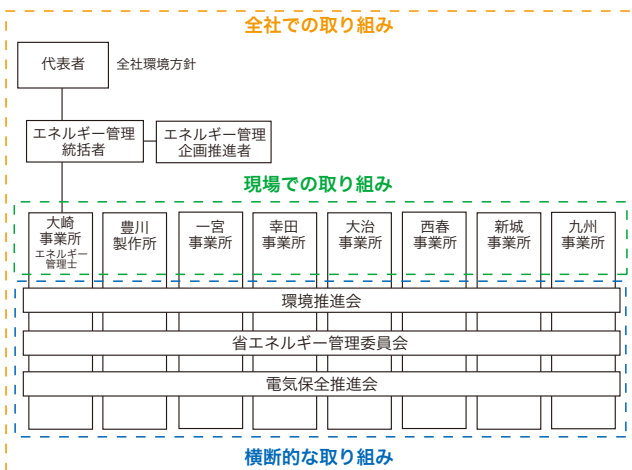 全社での取り組み
代表者
全社環境方針
エネルギー管理
統括者
エネルギー管理
企画推進者
現場での取り組み
大崎
事業所
エネルギー
管理士
豊川
製作所
一宮
事業所
幸田
事業所
大治
事業所
西春
事業所
新城
事業所
九州
事業所
環境推進会
省エネルギー管理委員会
電気保全推進会
横断的な取り組み